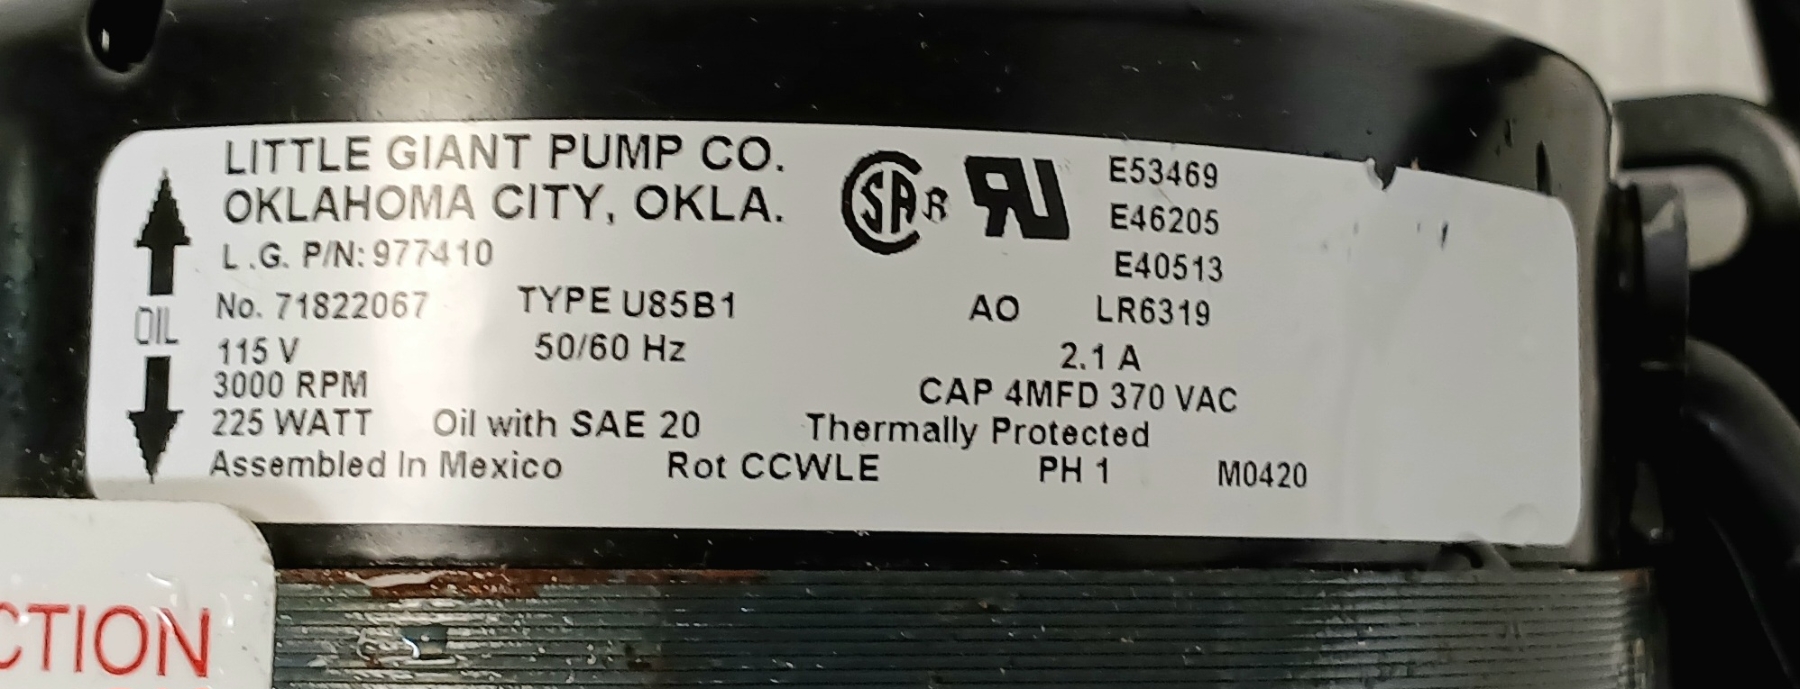 LITTLE GIANT PUMP CO.
OKLAHOMA CITY, OKLA.
L.G. P/N: 977410
No. 71822067 TYPE U85B1 AO LR6319
115 V 50/60 Hz 2.1 A
3000 RPM CAP 4MFD 370 VAC
225 WATT Oil with SAE 20 Thermally Protected
Assembled In Mexico Rot CCWLE PH 1 M0420
OIL
SA R
RU
E53469
E46205
E40513
CTION